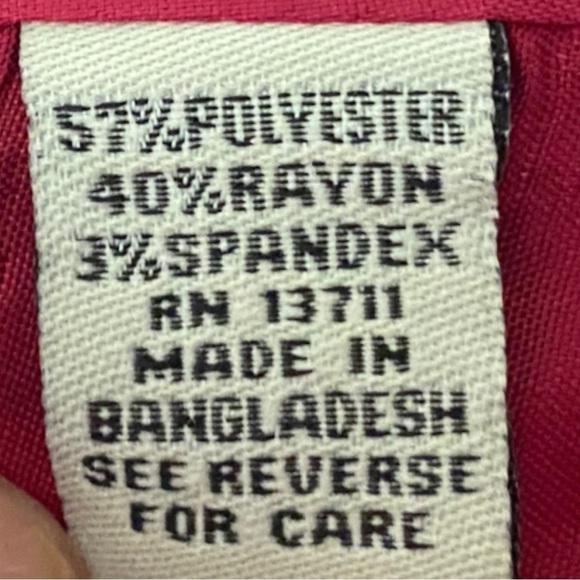 57%POLYESTER
40%RAYON
3%SPANDEX
RN 13711
MADE IN
BANGLADESH
SEE REVERSE
FOR CARE